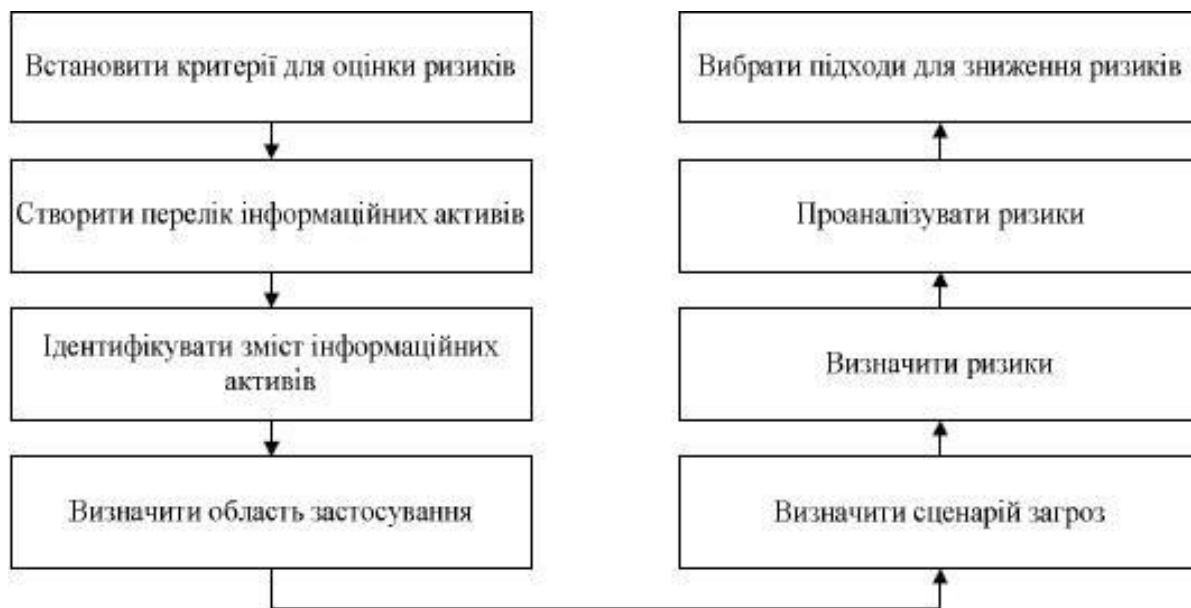 Встановити критерії для оцінки ризиків
Створити перелік інформаційних активів
Ідентифікувати зміст інформаційних
активів
Визначити область застосування
Визначити сценарій загроз
Визначити ризики
Проаналізувати ризики
Вибрати підходи для зниження ризиків